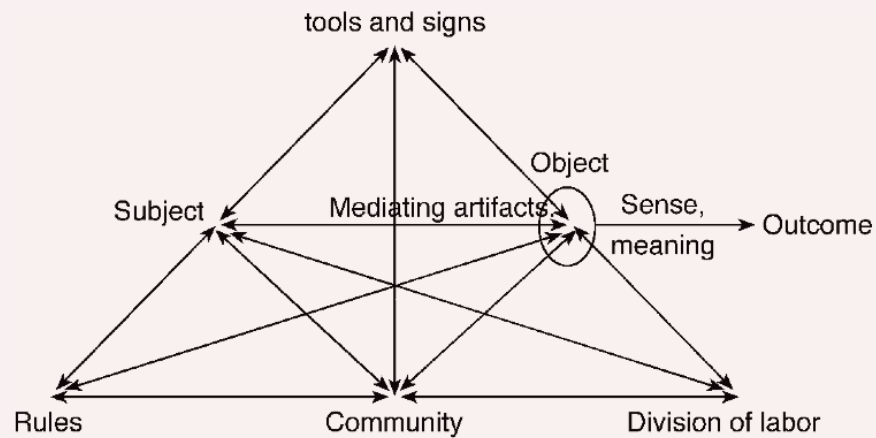 tools and signs
Object
Subject
Mediating artifacts
Sense,
meaning
Outcome
Rules
Community
Division of labor